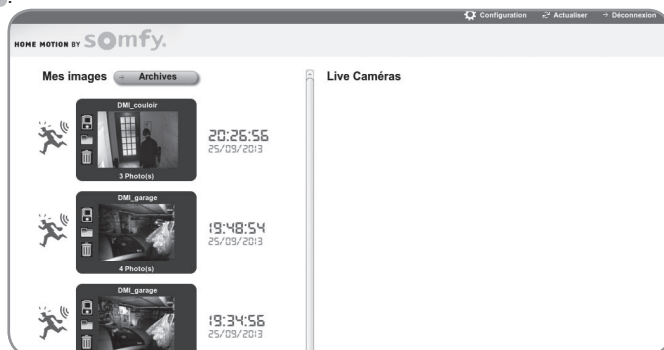 Configuration Actualiser Déconnexion
HOME MOTION BY somfy.
Mes images Archives Live Caméras
DMI_couloir
20:26:56
25/09/2013
3 Photo(s)
DMI_garage
19:48:54
25/09/2013
4 Photo(s)
DMI_garage
19:34:56
25/09/2013